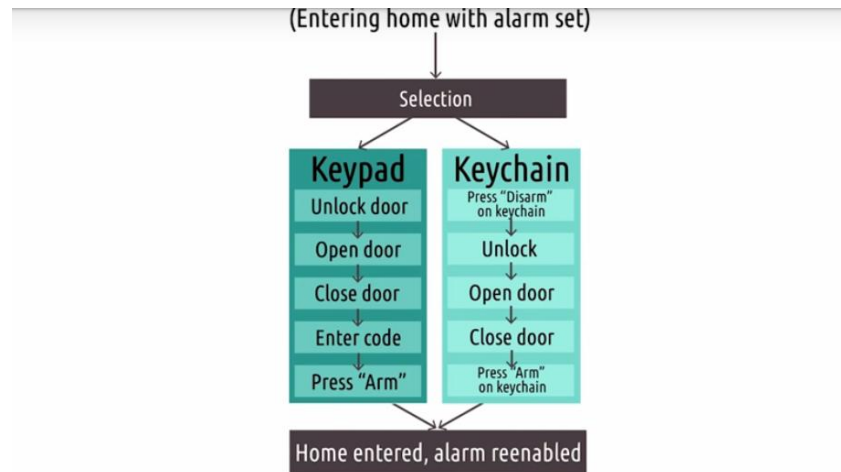 (Entering home with alarm set)
Selection
Keypad
Unlock door
Open door
Close door
Enter code
Press “Arm”
Keychain
Press “Disarm”
on keychain
Unlock
Open door
Close door
Press “Arm”
on keychain
Home entered, alarm reenabled